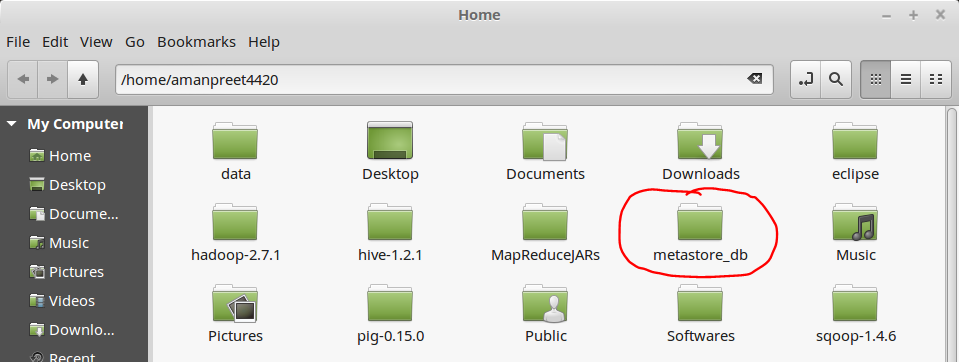 Home
File Edit View Go Bookmarks Help
/home/amanpreet4420
My Computer
Home
Desktop
Docume...
Music
Pictures
Videos
Downlo...
Recent
data Desktop Documents Downloads eclipse
hadoop-2.7.1 hive-1.2.1 MapReduceJARs metastore_db Music
Pictures pig-0.15.0 Public Softwares sqoop-1.4.6